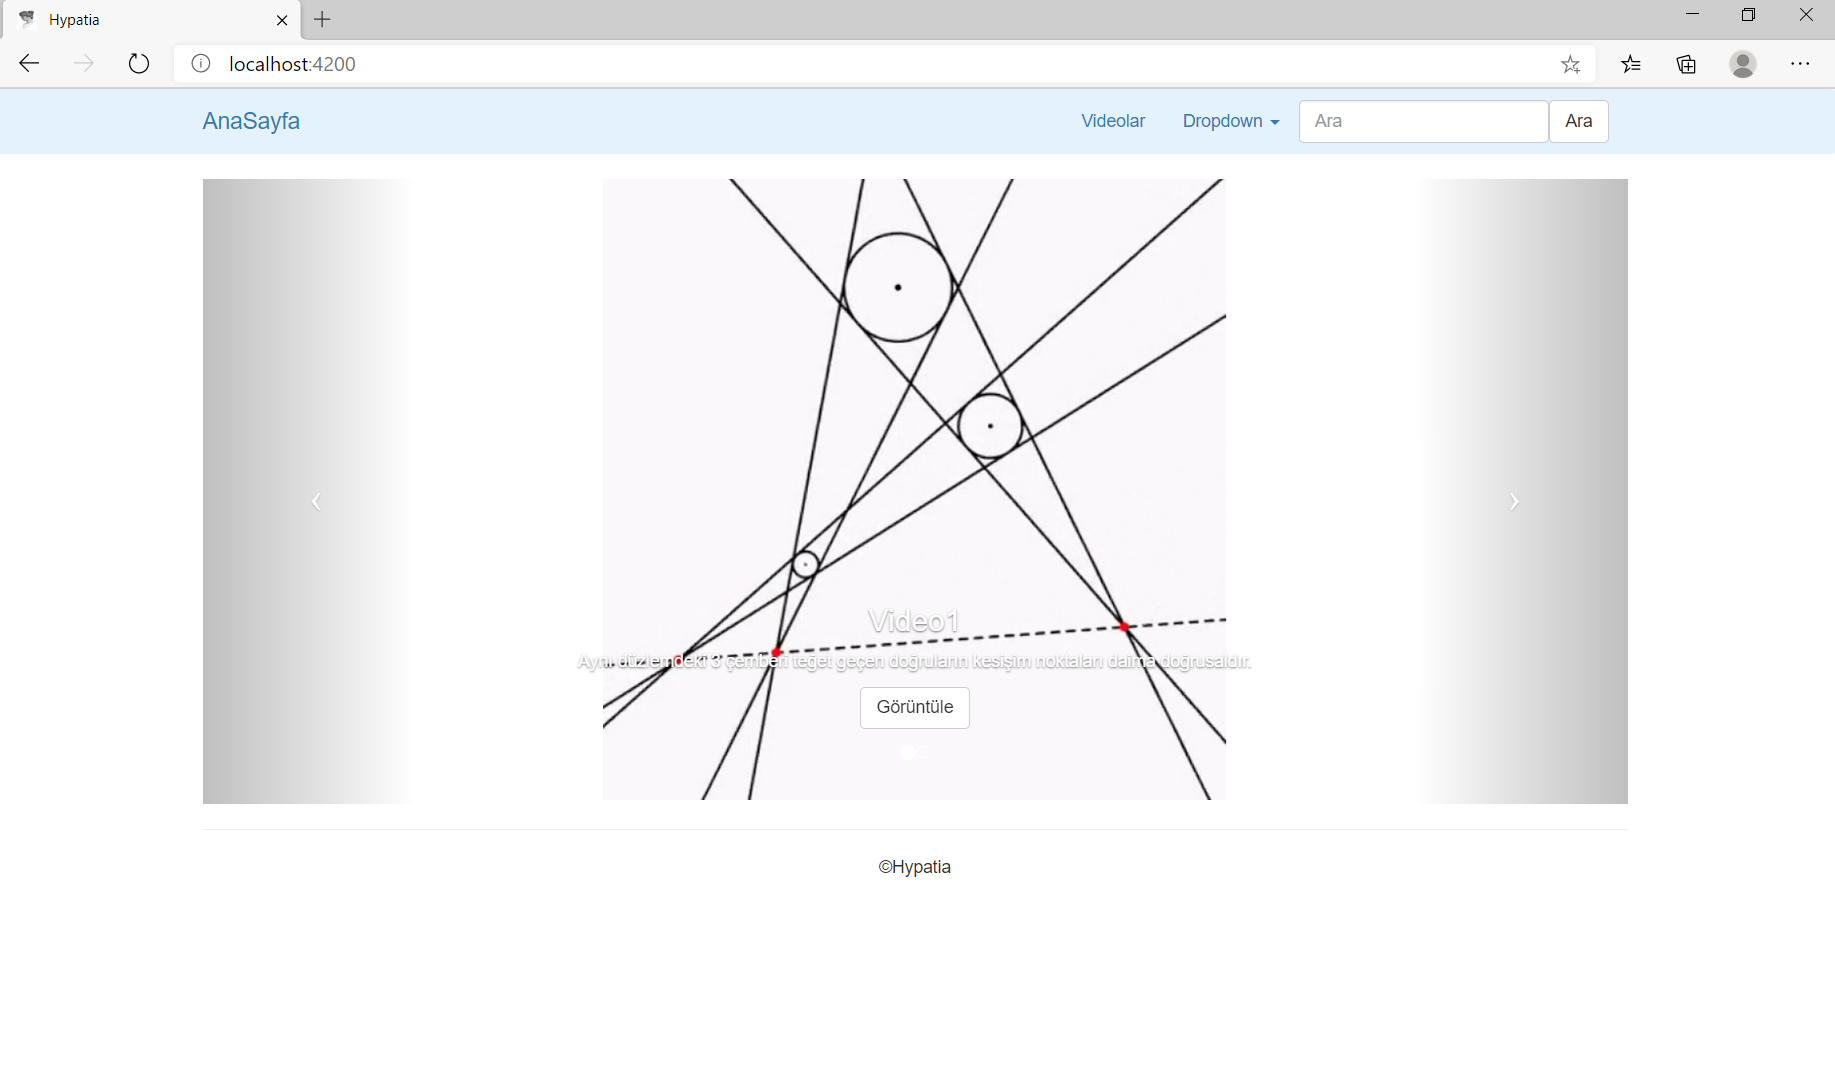 Hypatia
localhost:4200
AnaSayfa
Videolar
Dropdown
Ara
Ara
Video1
Aynı düzlemdeki 3 çemberi teğet geçen doğruların kesişim noktaları daima doğrusaldır.
Görüntüle
©Hypatia